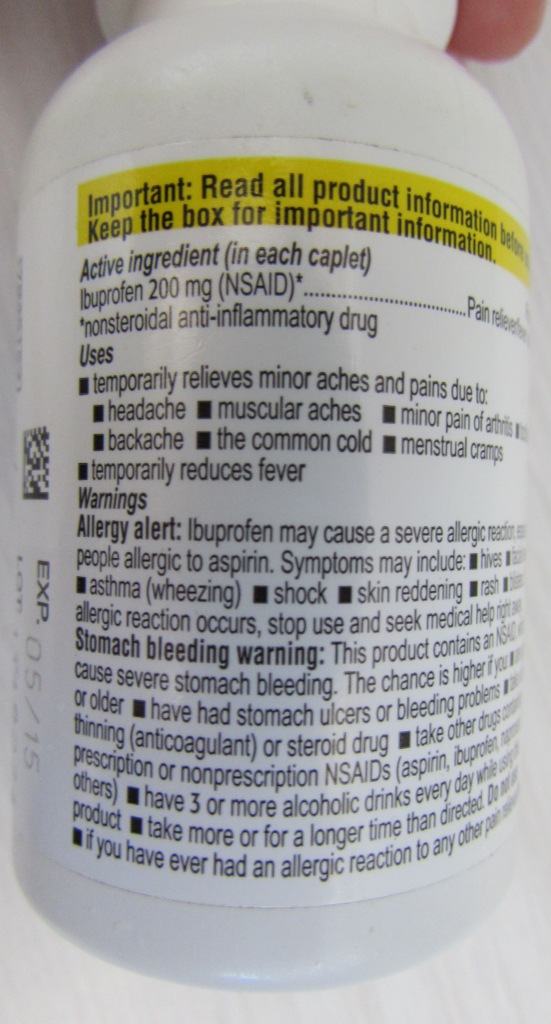 Important: Read all product information before
Keep the box for important information.
Active ingredient (in each caplet)
Ibuprofen 200 mg (NSAID)*..............................Pain reliever/fever
*nonsteroidal anti-inflammatory drug
Uses
■ temporarily relieves minor aches and pains due to:
■ headache ■ muscular aches ■ minor pain of arthritis ■
■ backache ■ the common cold ■ menstrual cramps
■ temporarily reduces fever
Warnings
Allergy alert: Ibuprofen may cause a severe allergic reaction,
people allergic to aspirin. Symptoms may include: ■ hives ■
■ asthma (wheezing) ■ shock ■ skin reddening ■ rash ■
allergic reaction occurs, stop use and seek medical help right away.
Stomach bleeding warning: This product contains an NSAID,
cause severe stomach bleeding. The chance is higher if you ■
or older ■ have had stomach ulcers or bleeding problems ■
thinning (anticoagulant) or steroid drug ■ take other drugs
prescription or nonprescription NSAIDs (aspirin, ibuprofen,
others) ■ have 3 or more alcoholic drinks every day while using
product ■ take more or for a longer time than directed. Do not
■ if you have ever had an allergic reaction to any other pain
EXP. 05/15
LOT